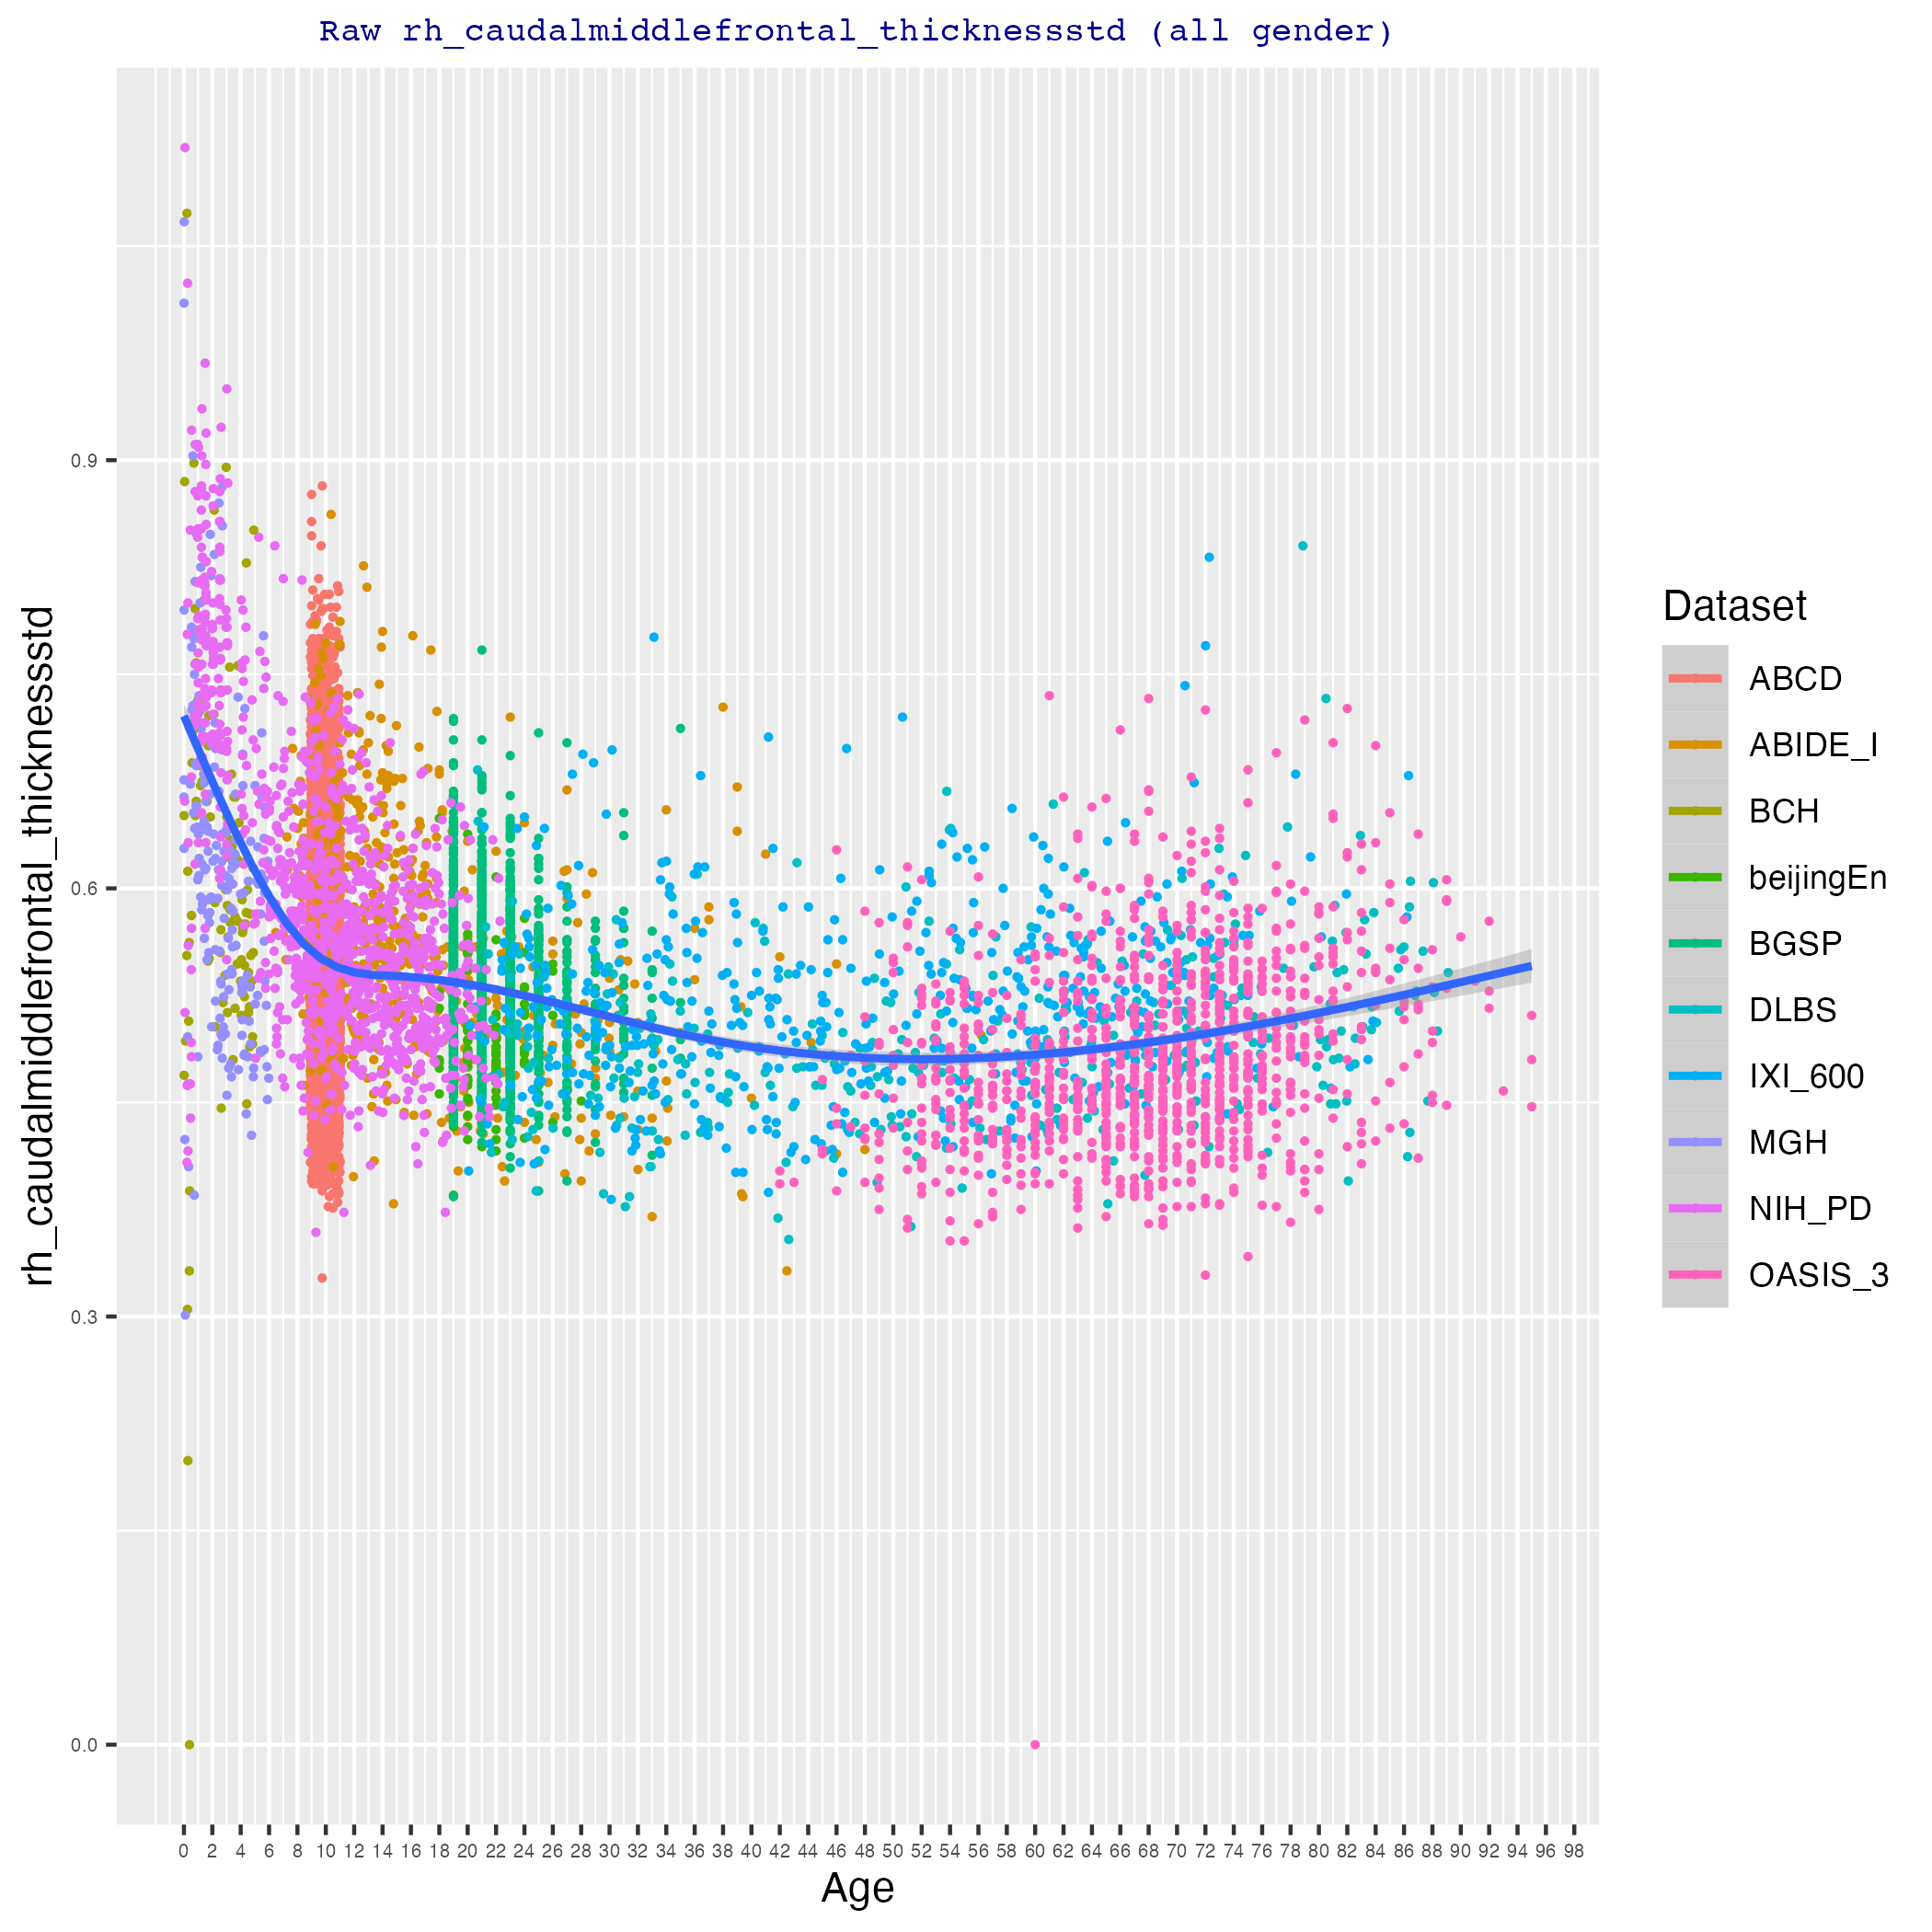 Raw rh_caudalmiddlefrontal_thicknessstd (all gender)
rh_caudalmiddlefrontal_thicknessstd
0.9
0.6
0.3
0.0
0 2 4 6 8 10 12 14 16 18 20 22 24 26 28 30 32 34 36 38 40 42 44 46 48 50 52 54 56 58 60 62 64 66 68 70 72 74 76 78 80 82 84 86 88 90 92 94 96 98
Age
Dataset
ABCD
ABIDE_I
BCH
beijingEn
BGSP
DLBS
IXI_600
MGH
NIH_PD
OASIS_3